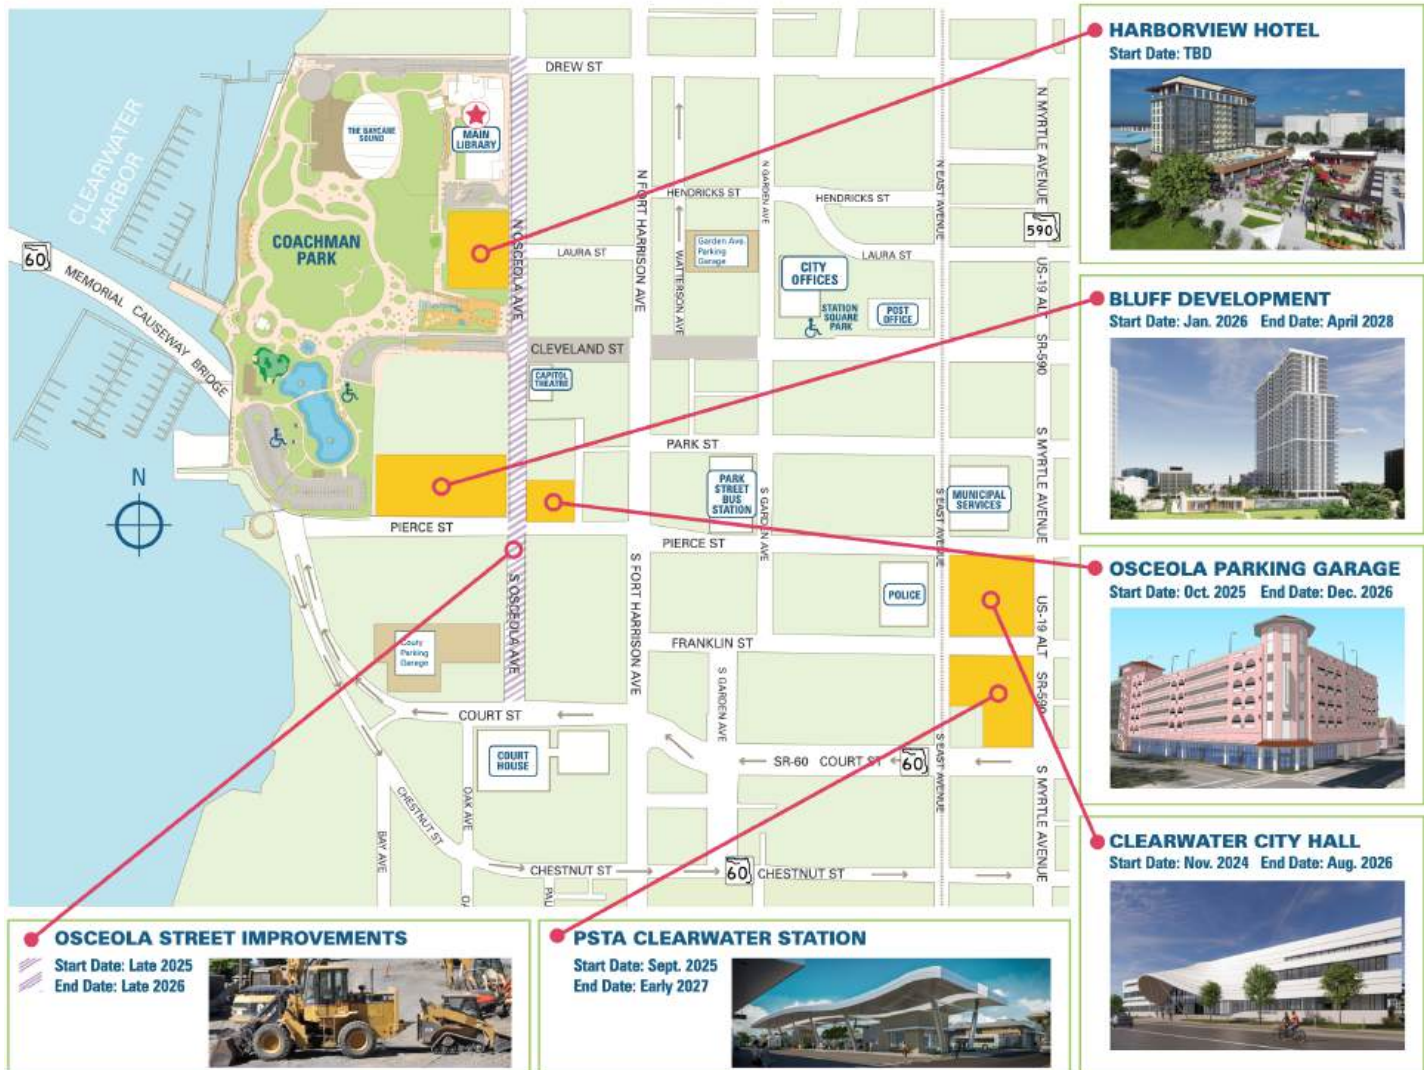 HARBORVIEW HOTEL
Start Date: TBD
DREW ST
THE BAYCARE
SOUND
MAIN
LIBRARY
CLEARWATER
HARBOR
N MYRTLE AVENUE
N FORT HARRISON AVE
N GARDEN AVE
N EAST AVENUE
HENDRICKS ST
HENDRICKS ST
590
COACHMAN
PARK
N OSCEOLA AVE
LAURA ST
WATTERSON AVE
Garden Ave.
Parking
Garage
LAURA ST
CITY
OFFICES
60
MEMORIAL CAUSEWAY BRIDGE
STATION
SQUARE
PARK
POST
OFFICE
US-19 ALT SR-590
BLUFF DEVELOPMENT
Start Date: Jan. 2026 End Date: April 2028
CLEVELAND ST
CAPITOL
THEATRE
PARK ST
S MYRTLE AVENUE
N
PARK
STREET
BUS
STATION
S GARDEN AVE
S EAST AVENUE
MUNICIPAL
SERVICES
PIERCE ST
PIERCE ST
OSCEOLA PARKING GARAGE
Start Date: Oct. 2025 End Date: Dec. 2026
S OSCEOLA AVE
S FORT HARRISON AVE
POLICE
US-19 ALT SR-590
Couty
Parking
Garage
FRANKLIN ST
S GARDEN AVE
COURT ST
COURT
HOUSE
SR-60 COURT ST
60
S EAST AVENUE
S MYRTLE AVENUE
CHESTNUT ST
OAK AVE
BAY AVE
CHESTNUT ST
60
CHESTNUT ST
CLEARWATER CITY HALL
Start Date: Nov. 2024 End Date: Aug. 2026
OSCEOLA STREET IMPROVEMENTS
Start Date: Late 2025
End Date: Late 2026
PSTA CLEARWATER STATION
Start Date: Sept. 2025
End Date: Early 2027